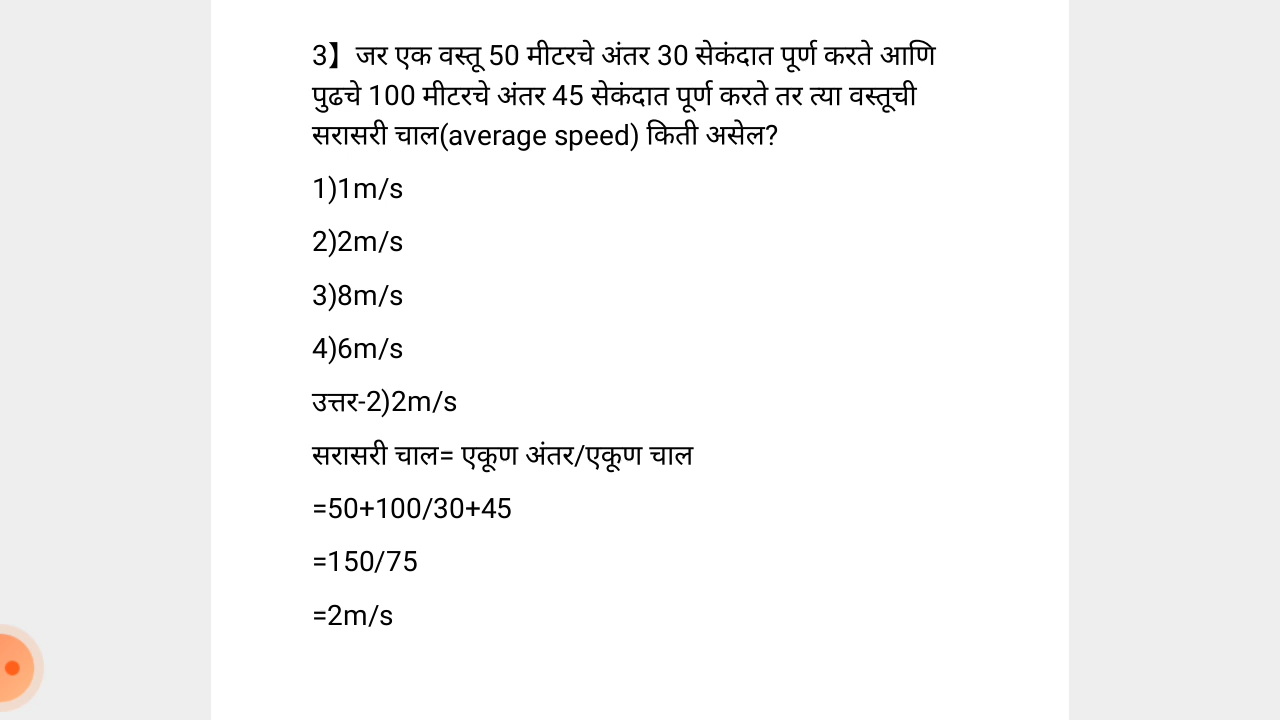 3】जर एक वस्तू 50 मीटरचे अंतर 30 सेकंदात पूर्ण करते आणि
पुढचे 100 मीटरचे अंतर 45 सेकंदात पूर्ण करते तर त्या वस्तूची
सरासरी चाल(average speed) किती असेल?
1)1m/s
2)2m/s
3)8m/s
4)6m/s
उत्तर-2)2m/s
सरासरी चाल= एकूण अंतर/एकूण चाल
=50+100/30+45
=150/75
=2m/s